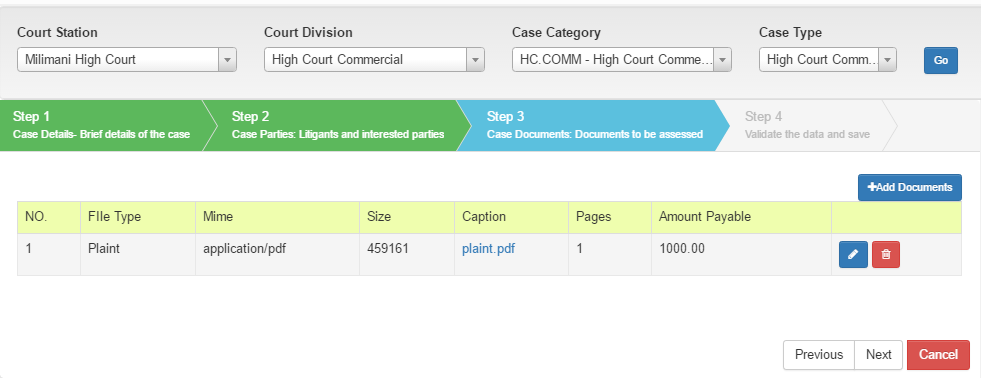 Court Station Court Division Case Category Case Type
Milimani High Court High Court Commercial HC.COMM - High Court Comme... High Court Comm... Go
Step 1 Step 2 Step 3 Step 4
Case Details- Brief details of the case Case Parties: Litigants and interested parties Case Documents: Documents to be assessed Validate the data and save
+Add Documents
NO. FIle Type Mime Size Caption Pages Amount Payable
1 Plaint application/pdf 459161 plaint.pdf 1 1000.00
Previous Next Cancel